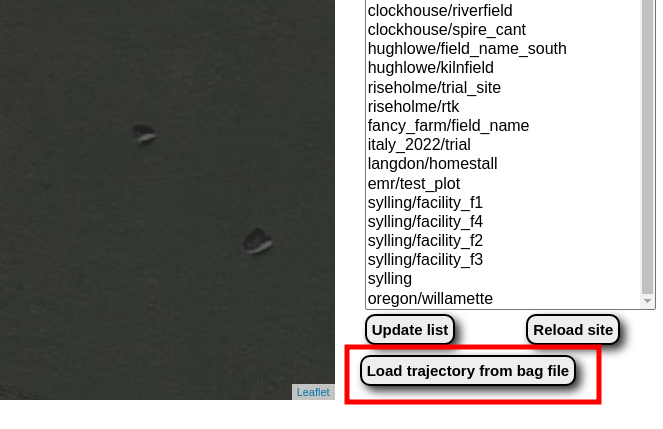 clockhouse/riverfield
clockhouse/spire_cant
hughlowe/field_name_south
hughlowe/kilnfield
riseholme/trial_site
riseholme/rtk
fancy_farm/field_name
italy_2022/trial
langdon/homestall
emr/test_plot
sylling/facility_f1
sylling/facility_f4
sylling/facility_f2
sylling/facility_f3
sylling
oregon/willamette
Update list Reload site
Load trajectory from bag file
Leaflet